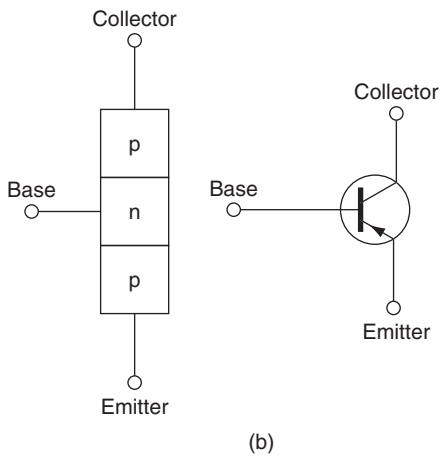 Collector
p
Base
n
p
Emitter
Collector
Base
Emitter
(b)